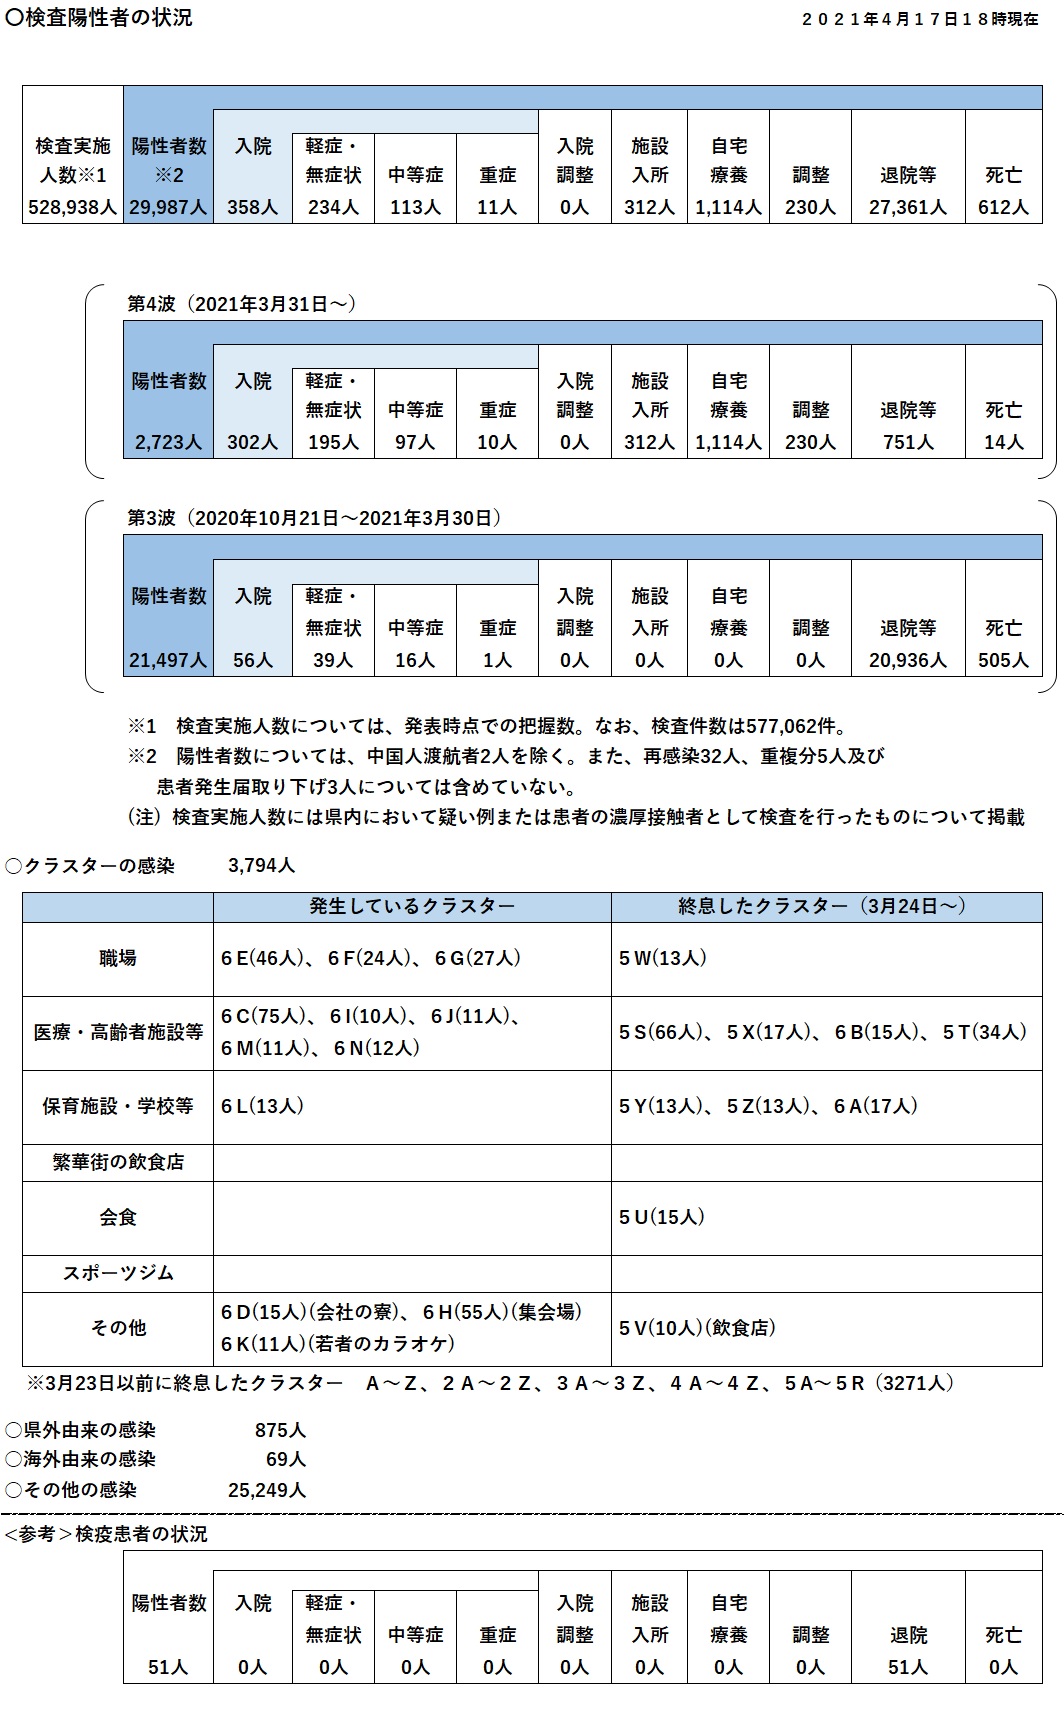 〇検査陽性者の状況
２０２１年４月１７日１８時現在
検査実施 陽性者数 入院 軽症・ 入院 施設 自宅
人数※1 ※2 無症状 中等症 重症 調整 入所 療養 調整 退院等 死亡
528,938人 29,987人 358人 234人 113人 11人 0人 312人 1,114人 230人 27,361人 612人
第4波（2021年3月31日～）
陽性者数 入院 軽症・ 入院 施設 自宅
無症状 中等症 重症 調整 入所 療養 調整 退院等 死亡
2,723人 302人 195人 97人 10人 0人 312人 1,114人 230人 751人 14人
第3波（2020年10月21日～2021年3月30日）
陽性者数 入院 軽症・ 入院 施設 自宅
無症状 中等症 重症 調整 入所 療養 調整 退院等 死亡
21,497人 56人 39人 16人 1人 0人 0人 0人 0人 20,936人 505人
※1　検査実施人数については、発表時点での把握数。なお、検査件数は577,062件。
※2　陽性者数については、中国人渡航者2人を除く。また、再感染32人、重複分5人及び
患者発生届取り下げ3人については含めていない。
（注）検査実施人数には県内において疑い例または患者の濃厚接触者として検査を行ったものについて掲載
〇クラスターの感染 3,794人
発生しているクラスター 終息したクラスター（3月24日～）
職場 ６E(46人)、６F(24人)、６G(27人) ５W(13人)
医療・高齢者施設等 ６C(75人)、６I(10人)、６J(11人)、
６M(11人)、６N(12人) ５S(66人)、５X(17人)、６B(15人)、５T(34人)
保育施設・学校等 ６L(13人) ５Y(13人)、５Z(13人)、６A(17人)
繁華街の飲食店
会食 ５U(15人)
スポーツジム
その他 ６D(15人)(会社の寮)、６H(55人)(集会場)
６K(11人)(若者のカラオケ) ５V(10人)(飲食店)
※3月23日以前に終息したクラスター　Ａ～Ｚ、２Ａ～２Ｚ、３Ａ～３Ｚ、４Ａ～４Ｚ、５A～５R（3271人）
〇県外由来の感染 875人
〇海外由来の感染 69人
〇その他の感染 25,249人
<参考＞検疫患者の状況
陽性者数 入院 軽症・ 入院 施設 自宅
無症状 中等症 重症 調整 入所 療養 調整 退院 死亡
51人 0人 0人 0人 0人 0人 0人 0人 0人 51人 0人